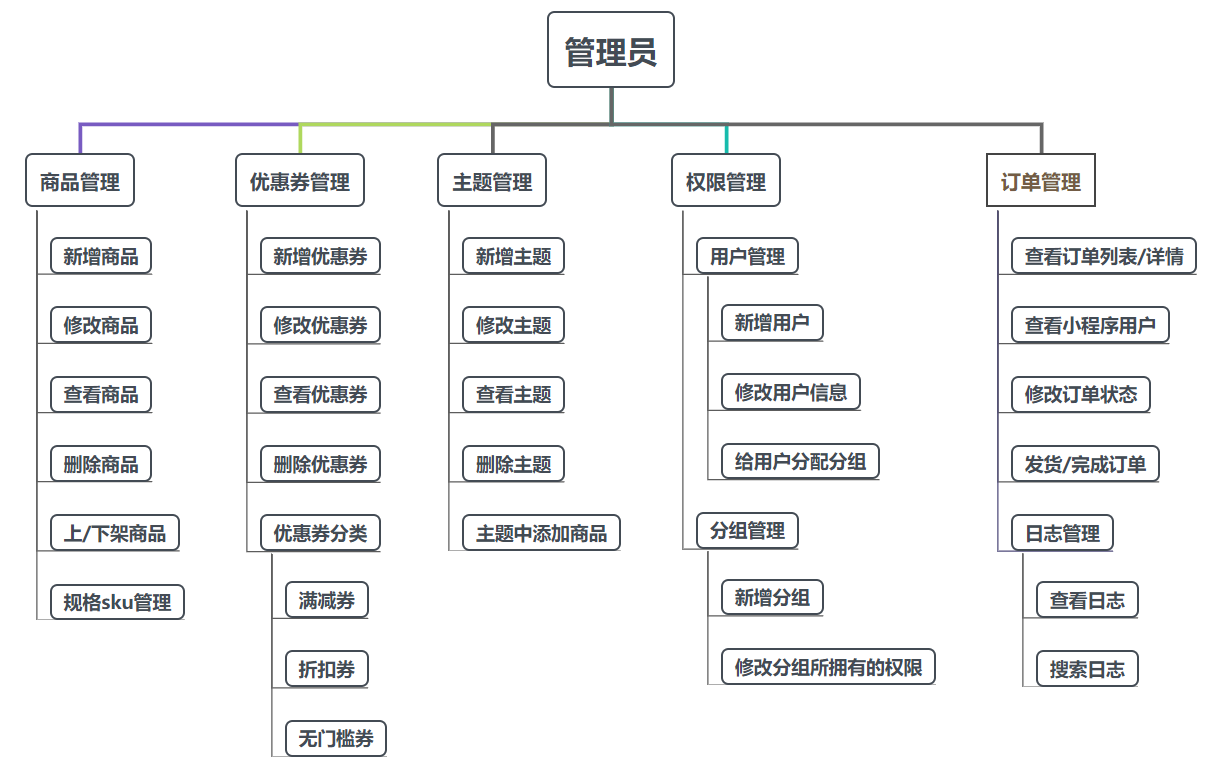 管理员
商品管理
新增商品
修改商品
查看商品
删除商品
上/下架商品
规格sku管理
优惠券管理
新增优惠券
修改优惠券
查看优惠券
删除优惠券
优惠券分类
满减券
折扣券
无门槛券
主题管理
新增主题
修改主题
查看主题
删除主题
主题中添加商品
权限管理
用户管理
新增用户
修改用户信息
给用户分配分组
分组管理
新增分组
修改分组所拥有的权限
订单管理
查看订单列表/详情
查看小程序用户
修改订单状态
发货/完成订单
日志管理
查看日志
搜索日志